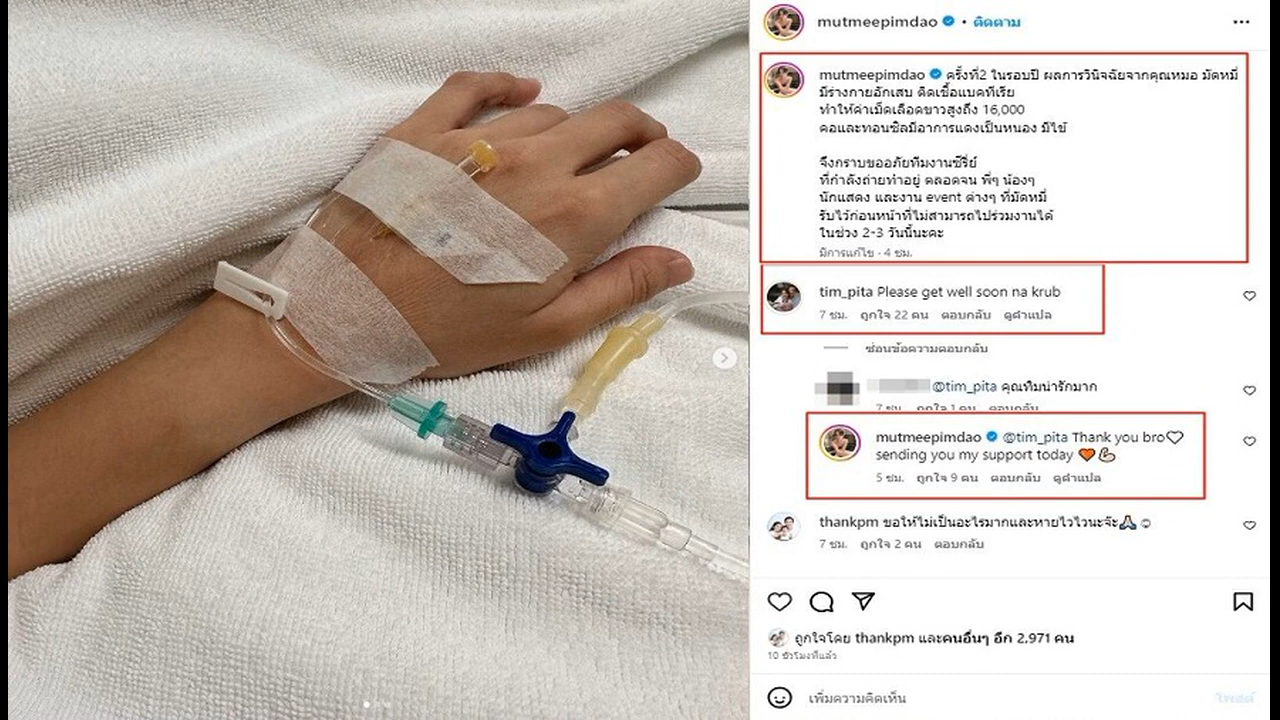 mutmeepimdao • ติดตาม
mutmeepimdao ครั้งที่2 ในรอบปี ผลการวินิจฉัยจากคุณหมอ มัดหมี่
มีร่างกายอักเสบ ติดเชื้อแบคทีเรีย
ทำให้ค่าเม็ดเลือดขาวสูงถึง 16,000
คอและทอนซิลมีอาการแดงเป็นหนอง มีไข้
จึงกราบขออภัยทีมงานซีรี่ย์
ที่กำลังถ่ายทำอยู่ ตลอดจน พี่ๆ น้องๆ
นักแสดง และงาน event ต่างๆ ที่มัดหมี่
รับไว้ก่อนหน้าที่ไม่สามารถไปร่วมงานได้
ในช่วง 2-3 วันนี้นะคะ
มีการแก้ไข · 4 ชม.
tim_pita Please get well soon na krub
7 ชม. ถูกใจ 22 คน ตอบกลับ ดูคำแปล
ซ่อนข้อความตอบกลับ
@tim_pita คุณทิมน่ารักมาก
7 ชม. ถูกใจ 1 คน ตอบกลับ
mutmeepimdao @tim_pita Thank you bro🤍
sending you my support today 🧡💪🏻
5 ชม. ถูกใจ 9 คน ตอบกลับ ดูคำแปล
thankpm ขอให้ไม่เป็นอะไรมากและหายไวไวนะจ๊ะ🙏🏻☺
7 ชม. ถูกใจ 2 คน ตอบกลับ
ถูกใจโดย thankpm และคนอื่นๆ อีก 2,971 คน
10 ชั่วโมงที่แล้ว
เพิ่มความคิดเห็น
โพสต์